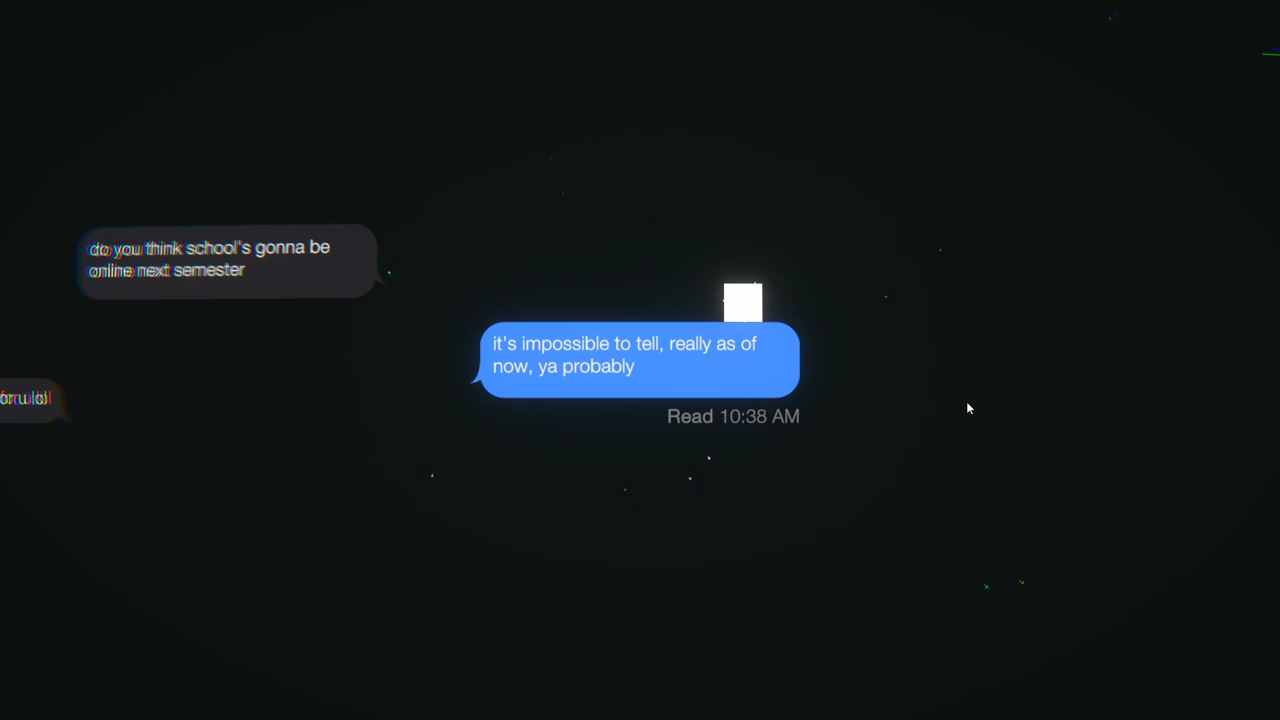 do you think school's gonna be
online next semester
it's impossible to tell, really as of
now, ya probably
Read 10:38 AM